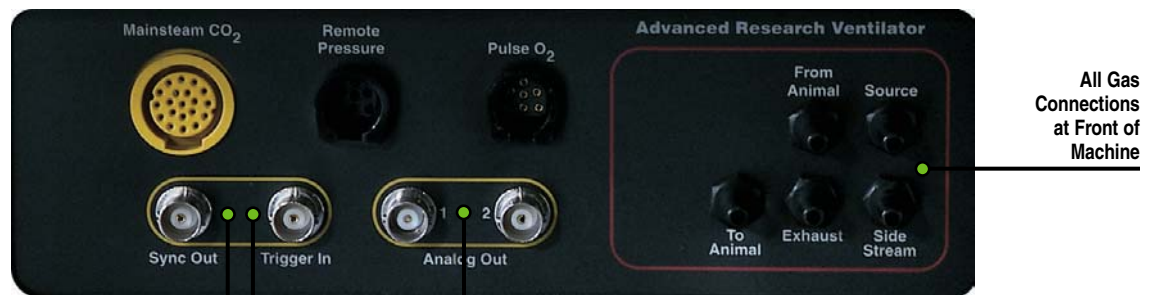 Mainsteam CO2
Remote
Pressure
Pulse O2
Advanced Research Ventilator
From
Animal
Source
To
Animal
Exhaust
Side
Stream
Sync Out
Trigger In
1
2
Analog Out
All Gas
Connections
at Front of
Machine